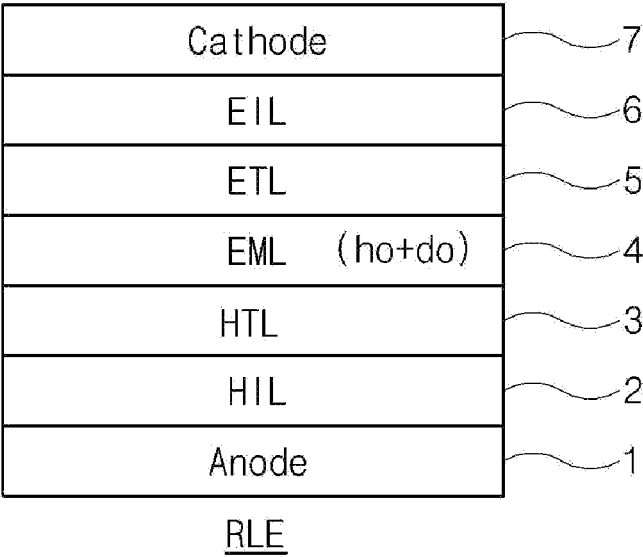 Cathode 7
EIL 6
ETL 5
EML (ho+do) 4
HTL 3
HIL 2
Anode 1
RLE